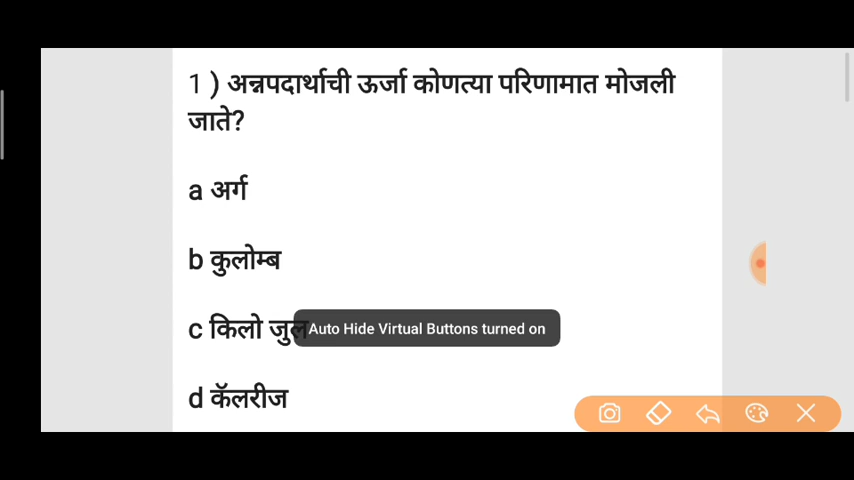 1 ) अन्नपदार्थाची ऊर्जा कोणत्या परिणामात मोजली
जाते?
a अर्ग
b कुलोम्ब
c किलो जुल
Auto Hide Virtual Buttons turned on
d कॅलरीज